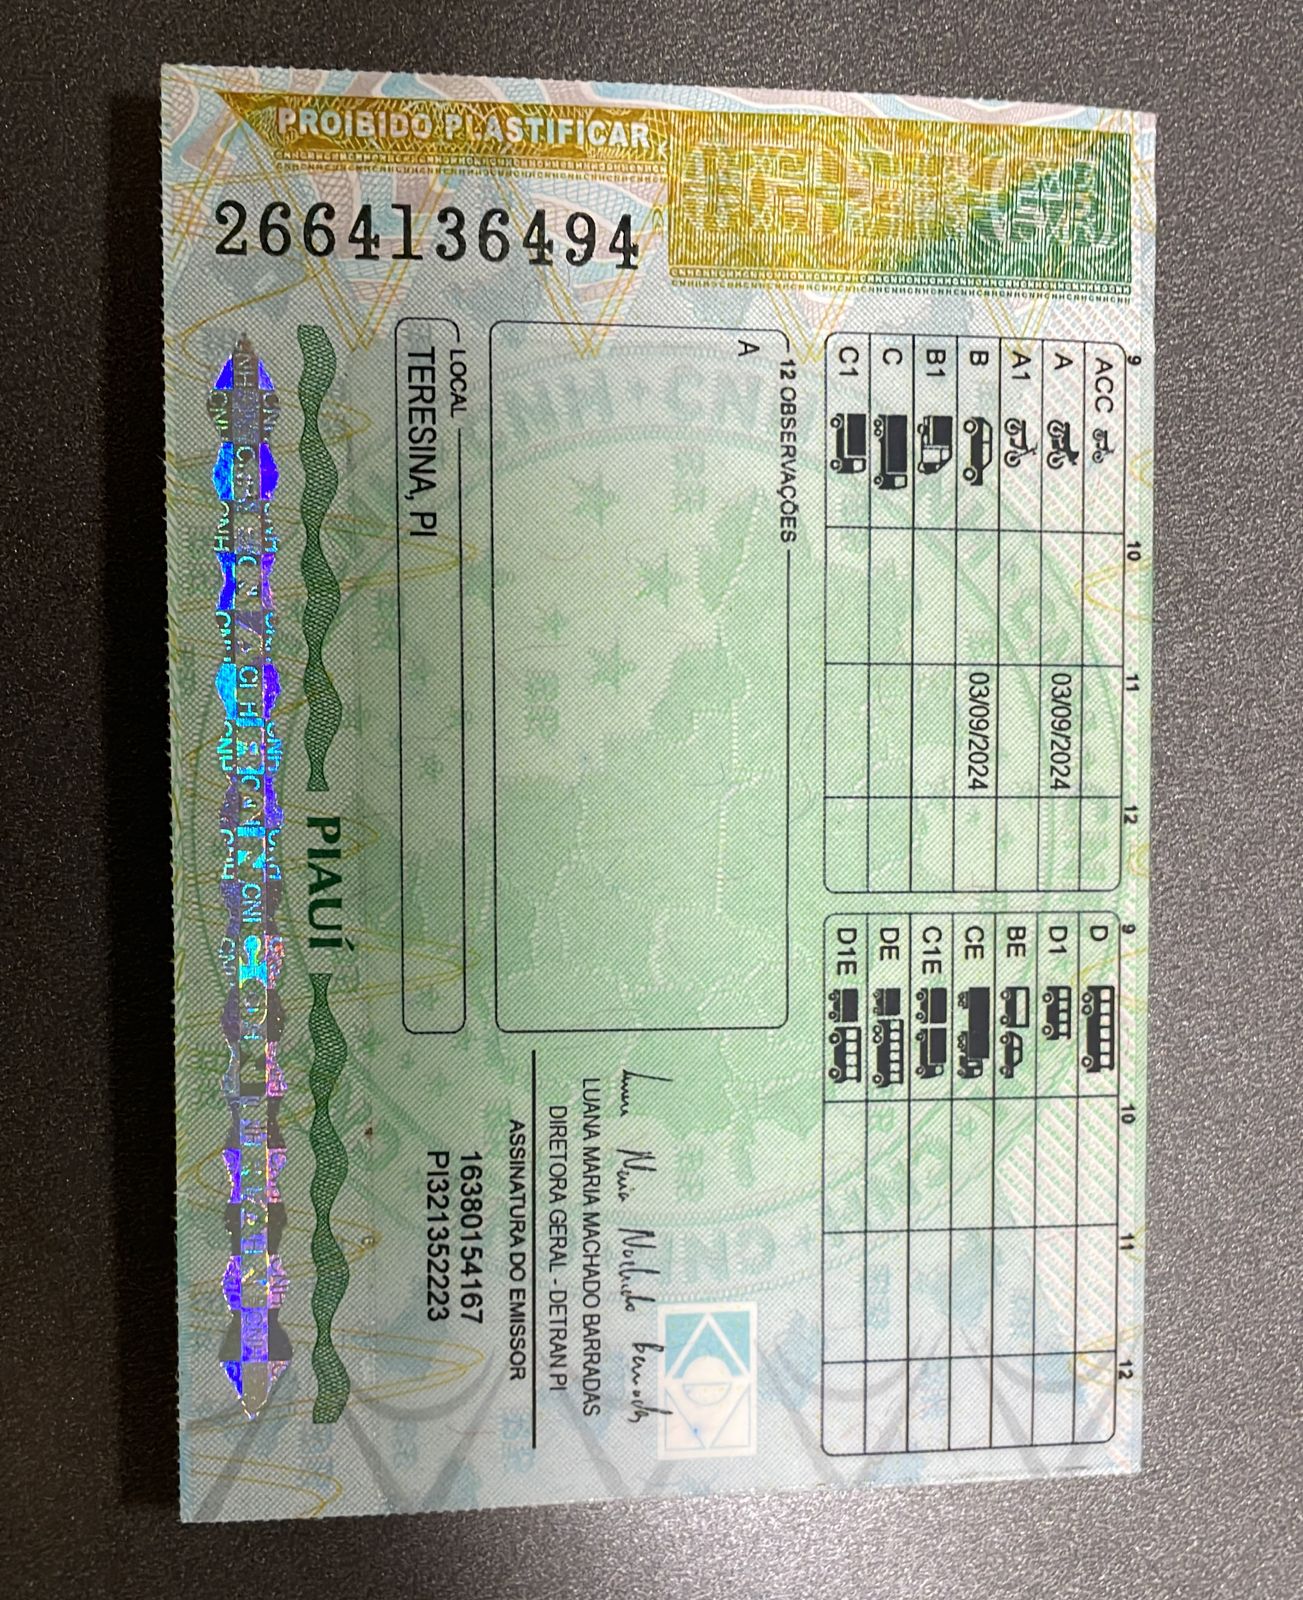 PROIBIDO PLASTIFICAR
2664136494
9 10 11 12
ACC
A 03/09/2024
A1
B 03/09/2024
B1
C
C1
9 10 11 12
D
D1
BE
CE
C1E
DE
D1E
12 OBSERVAÇÕES
A
LOCAL
TERESINA, PI
LUANA MARIA MACHADO BARRADAS
DIRETORA GERAL - DETRAN PI
ASSINATURA DO EMISSOR
16380154167
PI321352223
PIAUÍ